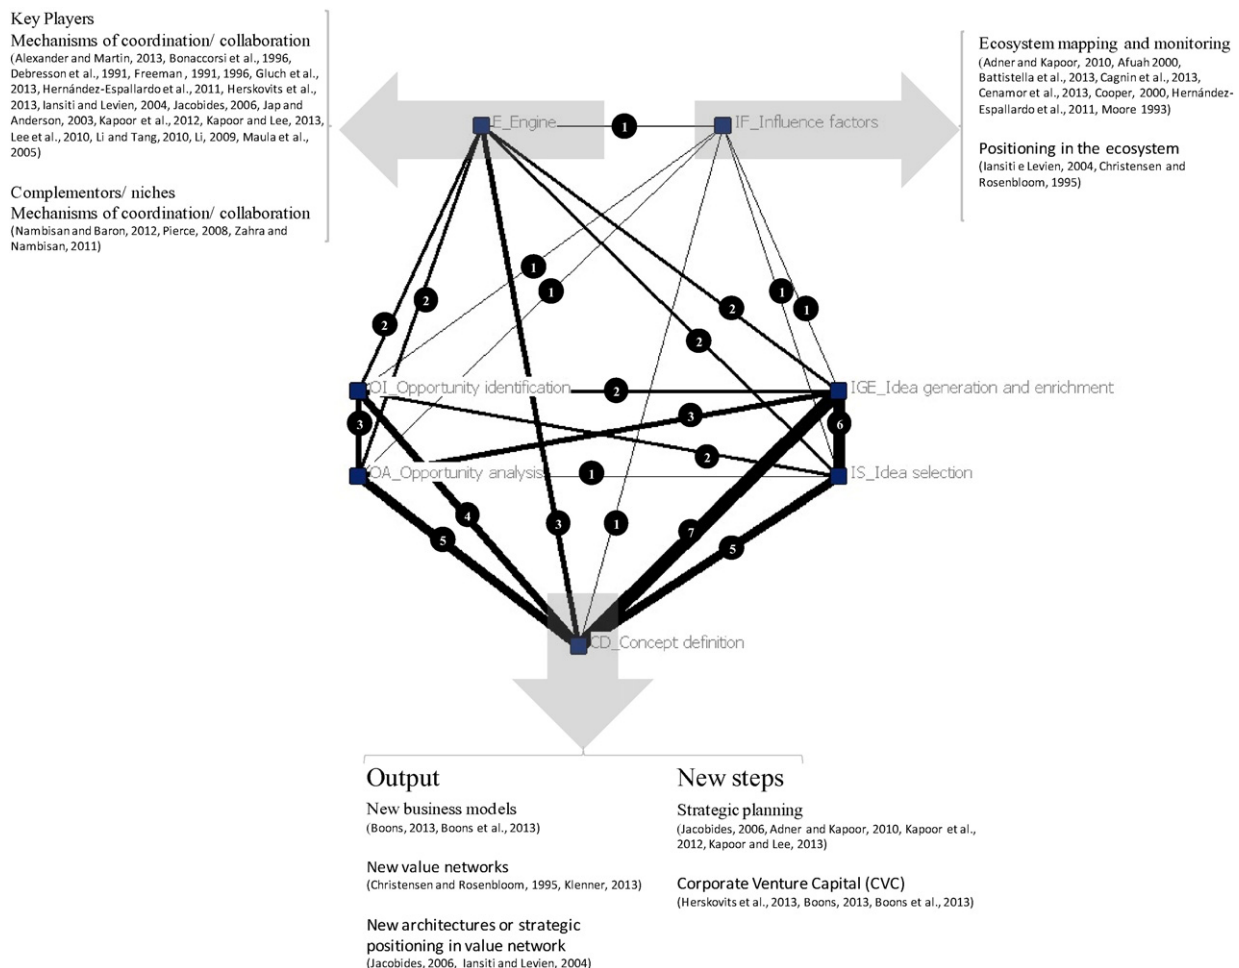 Key Players
Mechanisms of coordination/ collaboration
(Alexander and Martin, 2013, Bonaccorsi et al., 1996,
Debresson et al., 1991, Freeman , 1991, 1996, Gluch et al.,
2013, Hernández-Espallardo et al., 2011, Herskovits et al.,
2013, Iansiti and Levien, 2004, Jacobides, 2006, Jap and
Anderson, 2003, Kapoor et al., 2012, Kapoor and Lee, 2013,
Lee et al., 2010, Li and Tang, 2010, Li, 2009, Maula et al.,
2005)
Complementors/ niches
Mechanisms of coordination/ collaboration
(Nambisan and Baron, 2012, Pierce, 2008, Zahra and
Nambisan, 2011)
Ecosystem mapping and monitoring
(Adner and Kapoor, 2010, Afuah 2000,
Battistella et al., 2013, Cagnin et al., 2013,
Cenamor et al., 2013, Cooper, 2000, Hernández-
Espallardo et al., 2011, Moore 1993)
Positioning in the ecosystem
(Iansiti e Levien, 2004, Christensen and
Rosenbloom, 1995)
E_Engine
1
IF_Influence factors
1
1
1
1
2
2
2
2
OI_Opportunity identification
2
IGE_Idea generation and enrichment
3
3
6
2
OA_Opportunity analysis
1
IS_Idea selection
4
5
3
1
7
5
CD_Concept definition
Output
New business models
(Boons, 2013, Boons et al., 2013)
New value networks
(Christensen and Rosenbloom, 1995, Klenner, 2013)
New architectures or strategic
positioning in value network
(Jacobides, 2006, Iansiti and Levien, 2004)
New steps
Strategic planning
(Jacobides, 2006, Adner and Kapoor, 2010, Kapoor et al.,
2012, Kapoor and Lee, 2013)
Corporate Venture Capital (CVC)
(Herskovits et al., 2013, Boons, 2013, Boons et al., 2013)